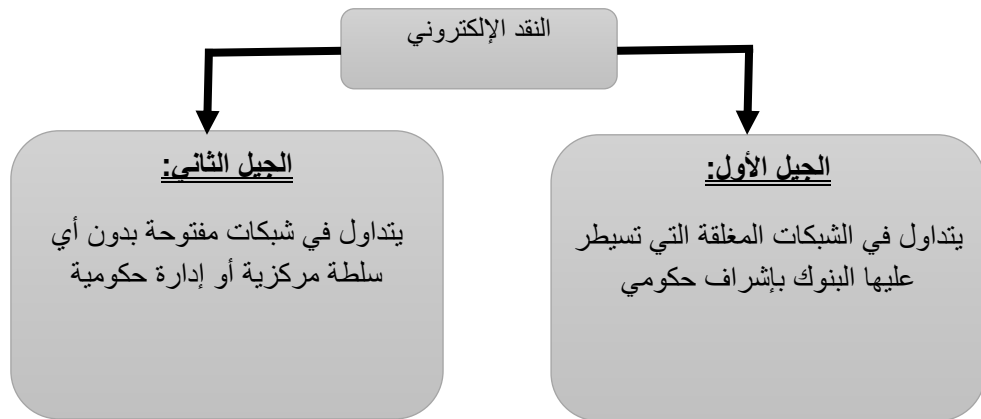 النقد الإلكتروني
الجيل الأول:
يتداول في الشبكات المغلقة التي تسيطر
عليها البنوك بإشراف حكومي
الجيل الثاني:
يتداول في شبكات مفتوحة بدون أي
سلطة مركزية أو إدارة حكومية